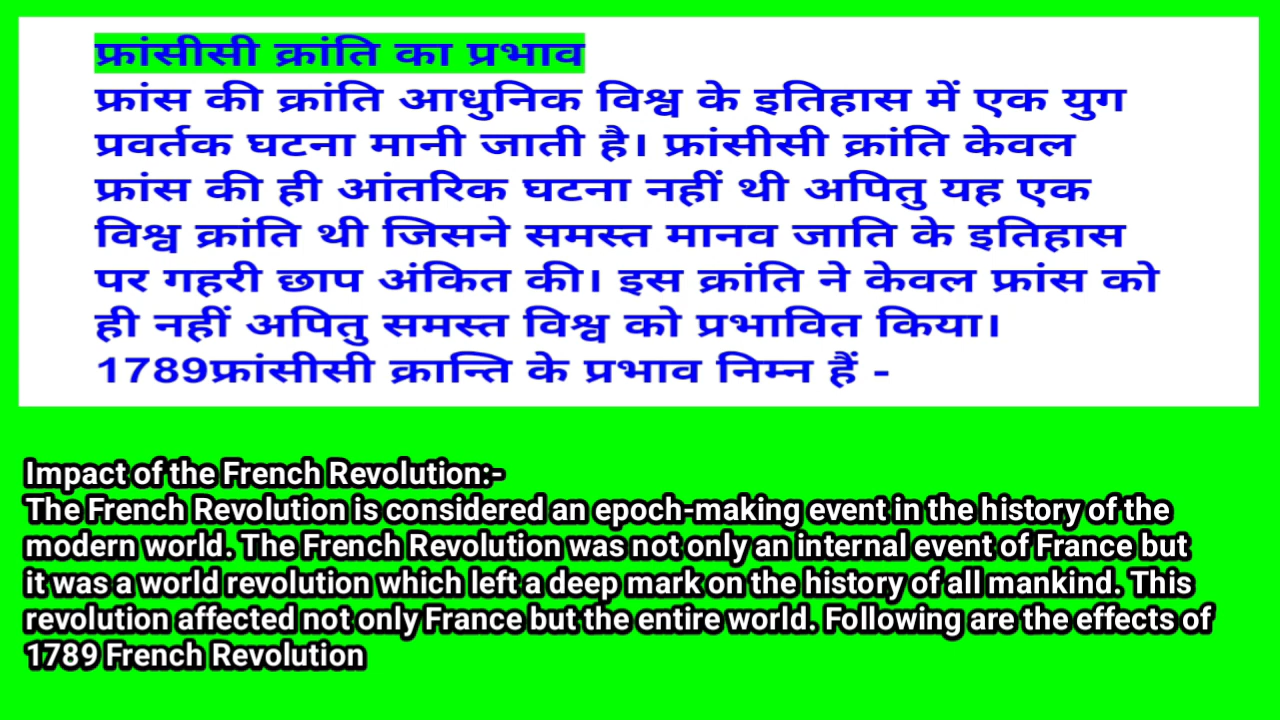 फ्रांसीसी क्रांति का प्रभाव
फ्रांस की क्रांति आधुनिक विश्व के इतिहास में एक युग
प्रवर्तक घटना मानी जाती है। फ्रांसीसी क्रांति केवल
फ्रांस की ही आंतरिक घटना नहीं थी अपितु यह एक
विश्व क्रांति थी जिसने समस्त मानव जाति के इतिहास
पर गहरी छाप अंकित की। इस क्रांति ने केवल फ्रांस को
ही नहीं अपितु समस्त विश्व को प्रभावित किया।
1789फ्रांसीसी क्रान्ति के प्रभाव निम्न हैं -
Impact of the French Revolution:-
The French Revolution is considered an epoch-making event in the history of the
modern world. The French Revolution was not only an internal event of France but
it was a world revolution which left a deep mark on the history of all mankind. This
revolution affected not only France but the entire world. Following are the effects of
1789 French Revolution